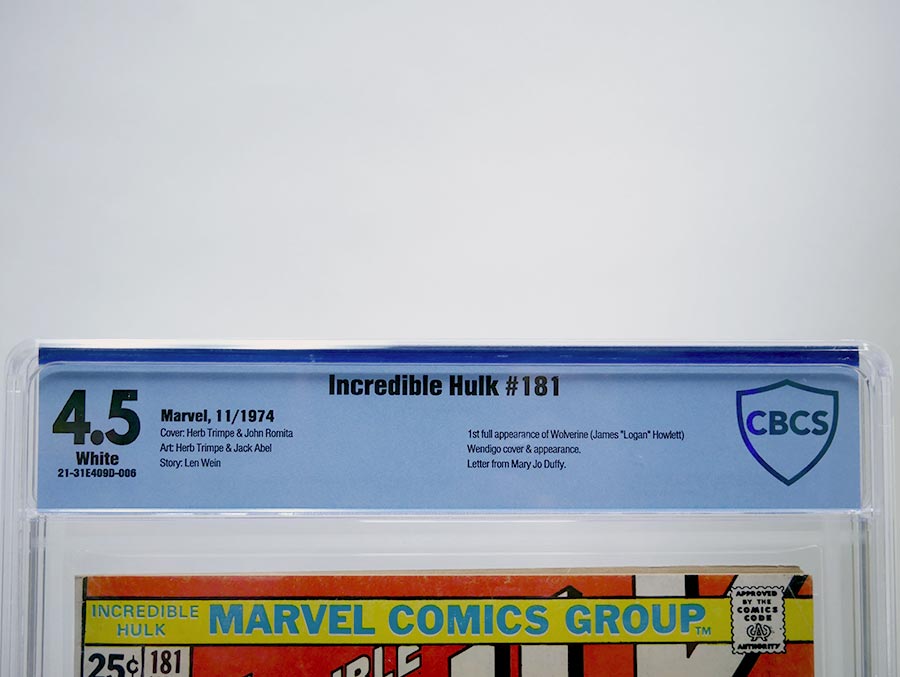 Incredible Hulk #181
4.5
White
21-31E409D-006
Marvel, 11/1974
Cover: Herb Trimpe & John Romita
Art: Herb Trimpe & Jack Abel
Story: Len Wein
1st full appearance of Wolverine (James "Logan" Howlett)
Wendigo cover & appearance.
Letter from Mary Jo Duffy.
CBCS
INCREDIBLE
HULK
MARVEL COMICS GROUP TM
APPROVED
BY THE
COMICS
CODE
AUTHORITY
25¢
181